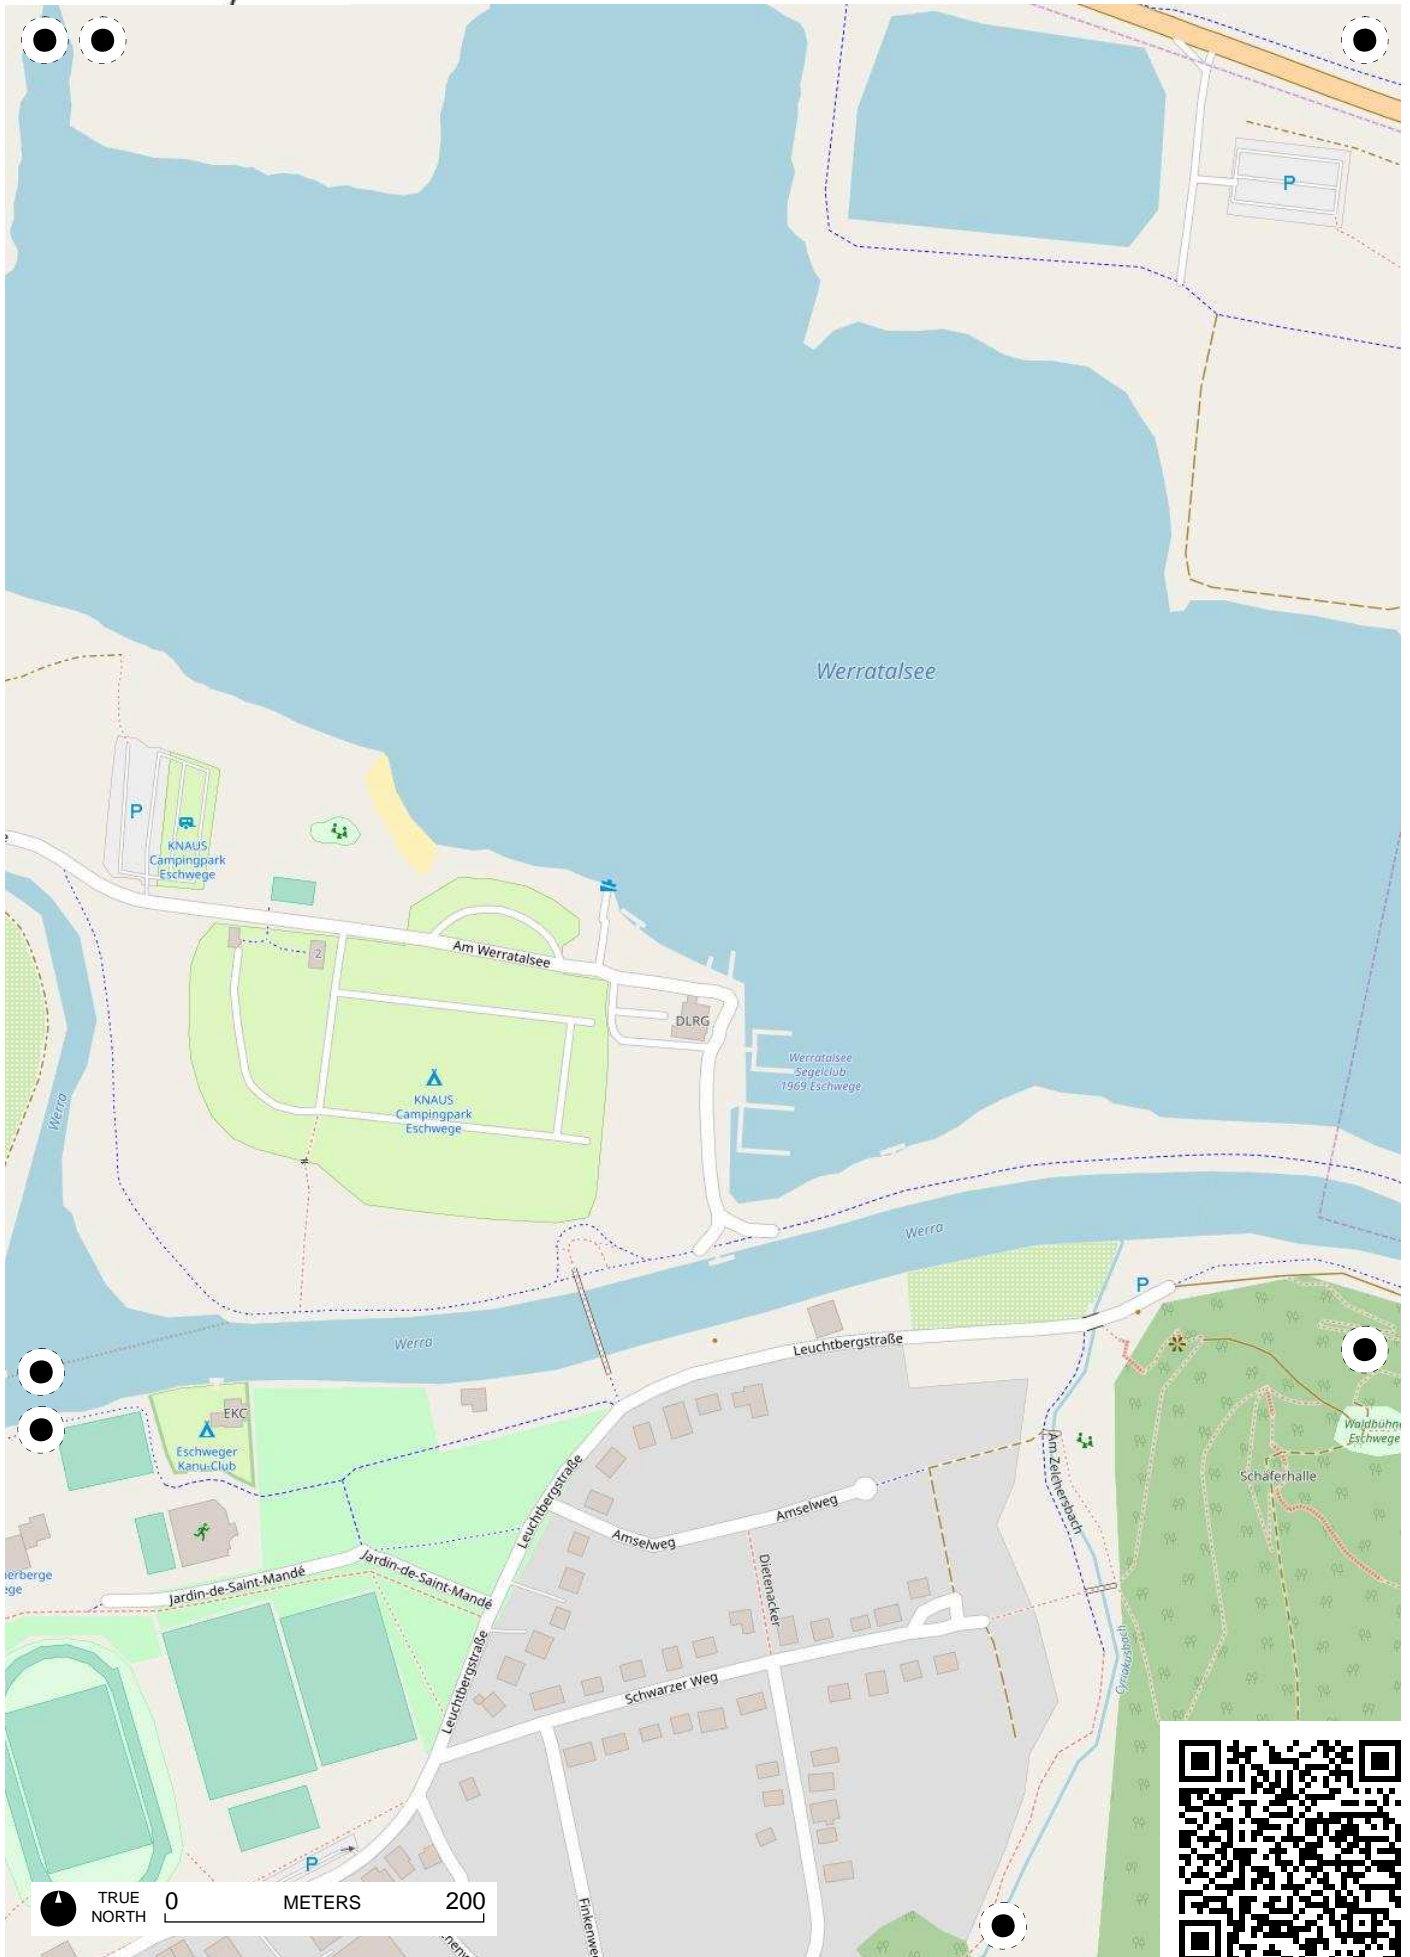 P
Werratalsee
P
KNAUS
Campingpark
Eschwege
Am Werratalsee
2
DLRG
Werratalsee
Segelclub
1969 Eschwege
KNAUS
Campingpark
Eschwege
Werra
Werra
P
Werra
Leuchtbergstraße
EKC
Eschweger
Kanu-Club
Waldbühne
Eschwege
Schäferhalle
Am Zelchersbach
Leuchtbergstraße
Amselweg
Amselweg
Jardin-de-Saint-Mandé
Jardin-de-Saint-Mandé
Dietenacker
Cyriakusbach
Leuchtbergstraße
Schwarzer Weg
P
Finkenweg
TRUE
NORTH
0 METERS 200